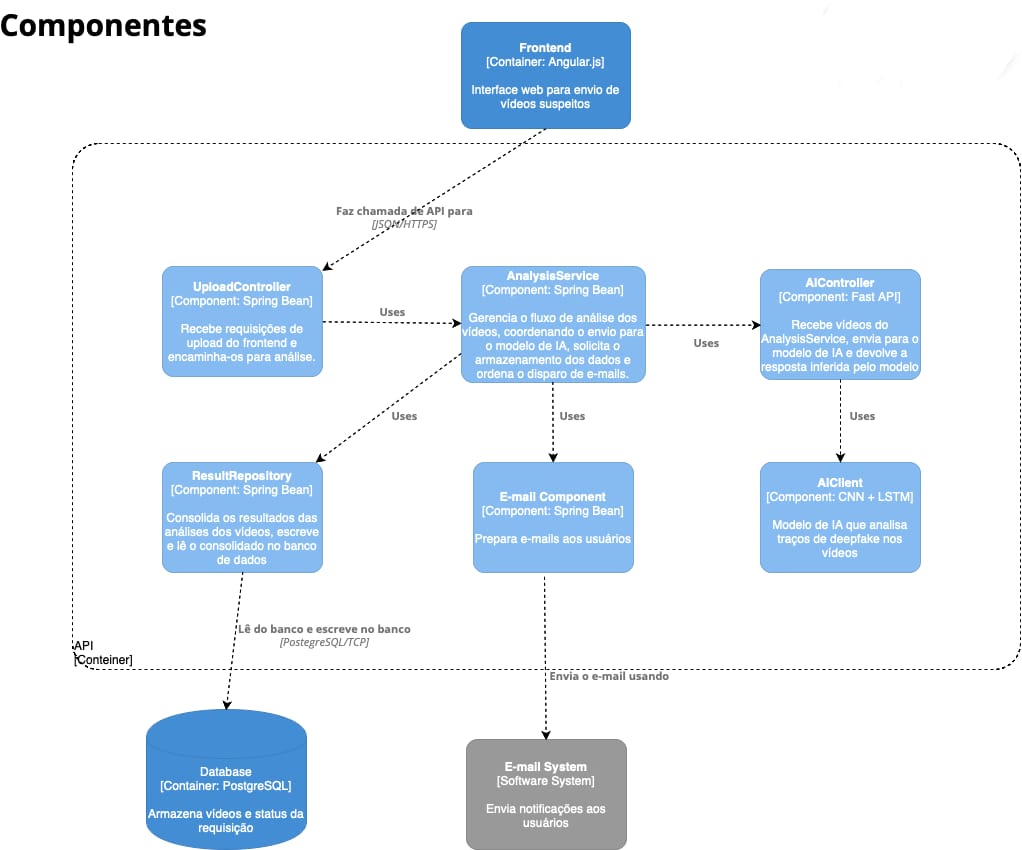 Componentes
Frontend
[Container: Angular.js]
Interface web para envio de
vídeos suspeitos
Faz chamada de API para
[JSON/HTTPS]
UploadController
[Component: Spring Bean]
Recebe requisições de
upload do frontend e
encaminha-os para análise.
Uses
AnalysisService
[Component: Spring Bean]
Gerencia o fluxo de análise dos
vídeos, coordenando o envio para
o modelo de IA, solicita o
armazenamento dos dados e
ordena o disparo de e-mails.
Uses
AIController
[Component: Fast API]
Recebe vídeos do
AnalysisService, envia para o
modelo de IA e devolve a
resposta inferida pelo modelo
Uses
Uses
Uses
ResultRepository
[Component: Spring Bean]
Consolida os resultados das
análises dos vídeos, escreve
e lê o consolidado no banco
de dados
E-mail Component
[Component: Spring Bean]
Prepara e-mails aos usuários
AIClient
[Component: CNN + LSTM]
Modelo de IA que analisa
traços de deepfake nos
vídeos
Lê do banco e escreve no banco
[PostegreSQL/TCP]
API
[Conteiner]
Envia o e-mail usando
Database
[Container: PostgreSQL]
Armazena vídeos e status da
requisição
E-mail System
[Software System]
Envia notificações aos
usuários